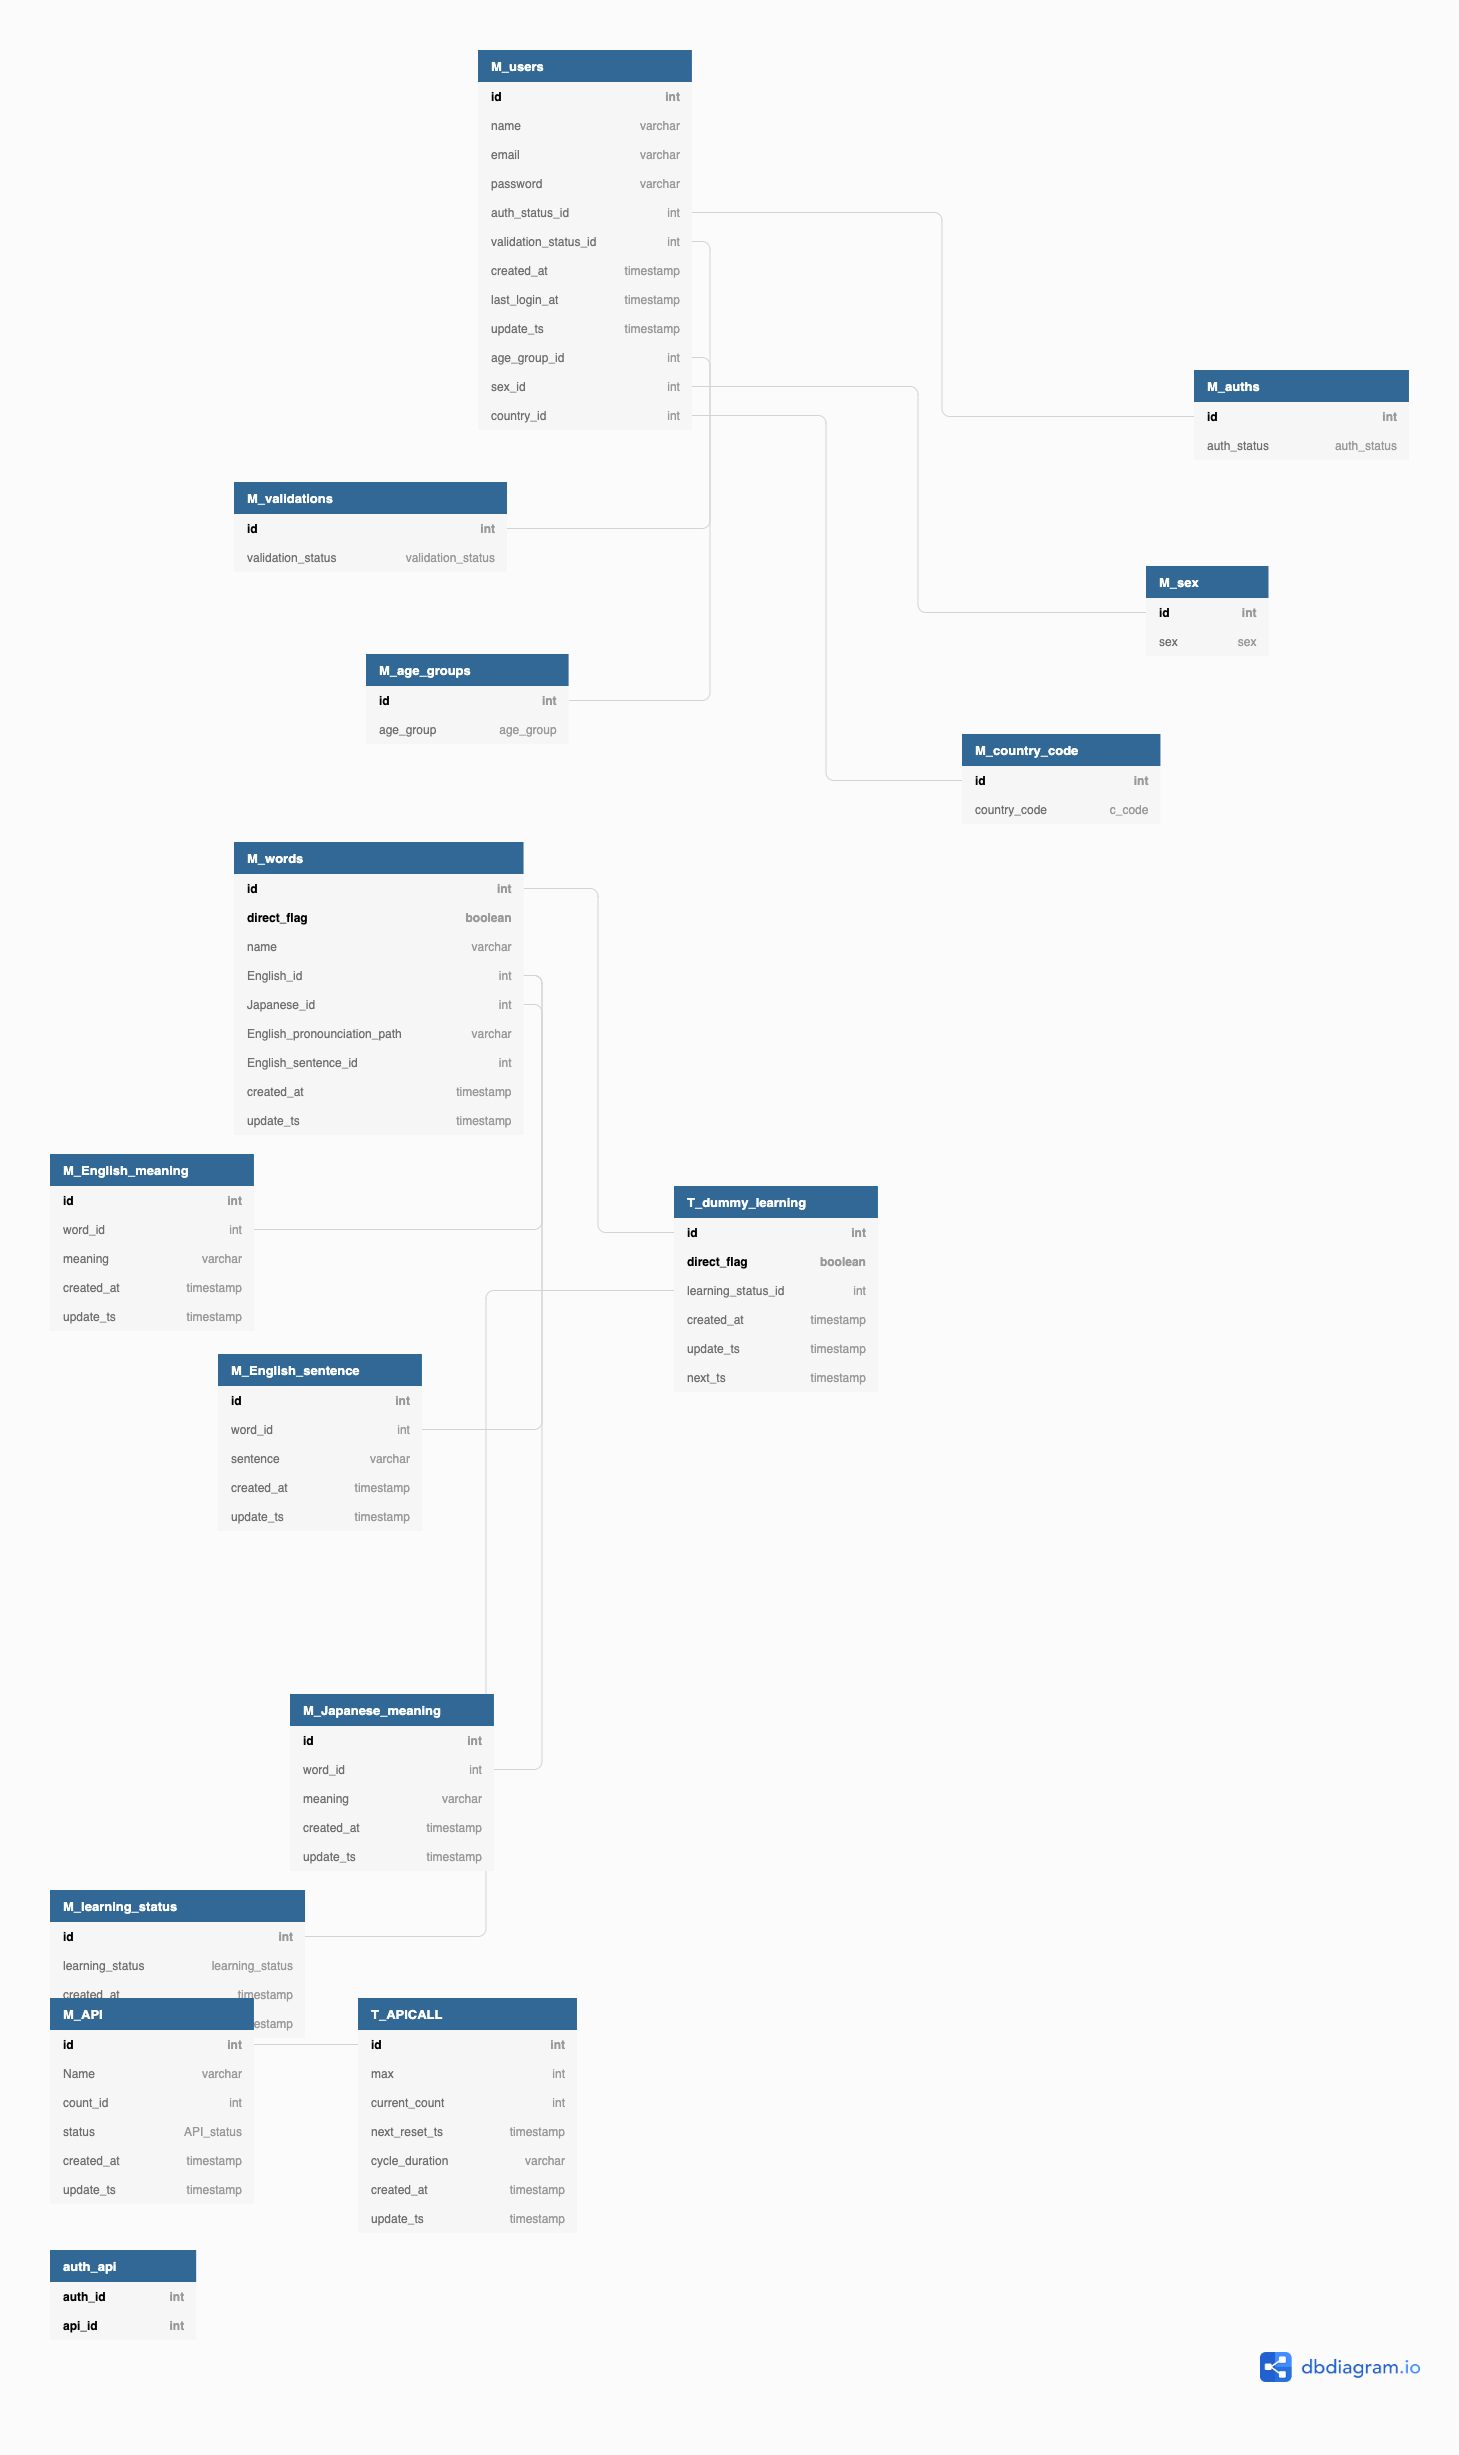 M_users
id int
name varchar
email varchar
password varchar
auth_status_id int
validation_status_id int
created_at timestamp
last_login_at timestamp
update_ts timestamp
age_group_id int
sex_id int
country_id int
M_auths
id int
auth_status auth_status
M_validations
id int
validation_status validation_status
M_sex
id int
sex sex
M_age_groups
id int
age_group age_group
M_country_code
id int
country_code c_code
M_words
id int
direct_flag boolean
name varchar
English_id int
Japanese_id int
English_pronounciation_path varchar
English_sentence_id int
created_at timestamp
update_ts timestamp
M_English_meaning
id int
word_id int
meaning varchar
created_at timestamp
update_ts timestamp
T_dummy_learning
id int
direct_flag boolean
learning_status_id int
created_at timestamp
update_ts timestamp
next_ts timestamp
M_English_sentence
id int
word_id int
sentence varchar
created_at timestamp
update_ts timestamp
M_Japanese_meaning
id int
word_id int
meaning varchar
created_at timestamp
update_ts timestamp
M_learning_status
id int
learning_status learning_status
created_at timestamp
estamp
M_API
id int
Name varchar
count_id int
status API_status
created_at timestamp
update_ts timestamp
T_APICALL
id int
max int
current_count int
next_reset_ts timestamp
cycle_duration varchar
created_at timestamp
update_ts timestamp
auth_api
auth_id int
api_id int
dbdiagram.io